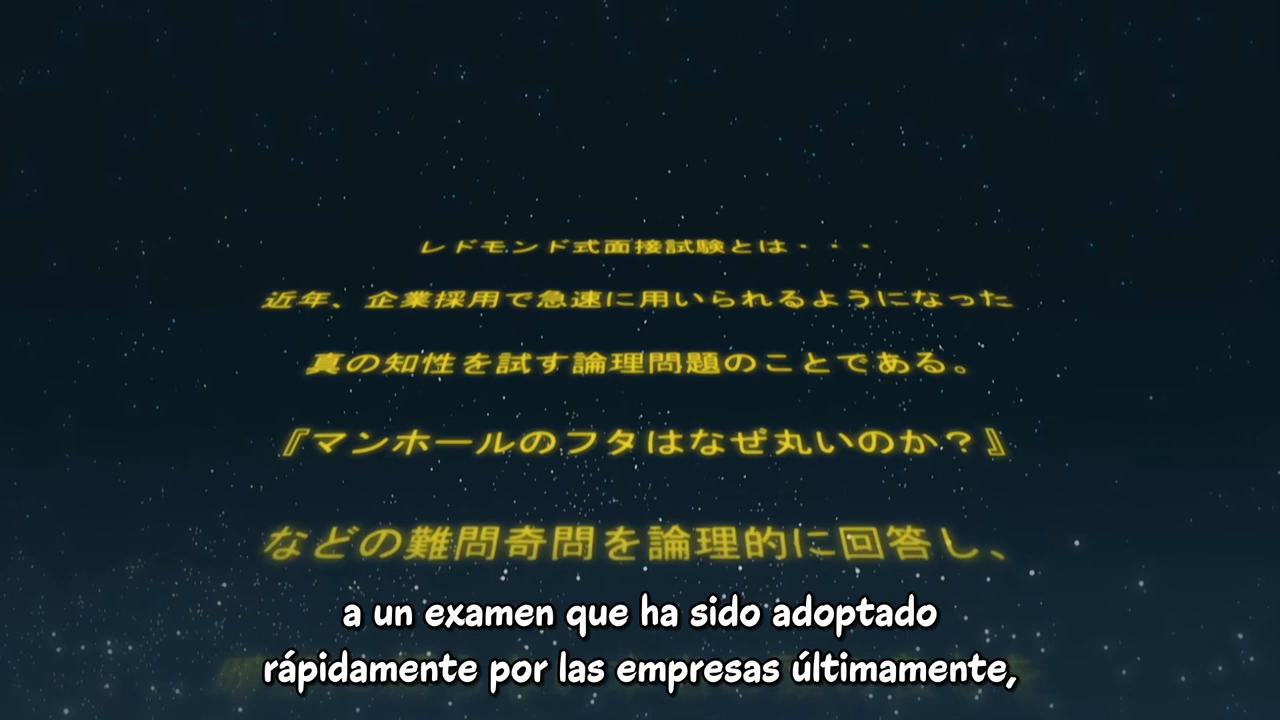 レドモンド式面接試験とは・・・
近年、企業採用で急速に用いられるようになった
真の知性を試す論理問題のことである。
『マンホールのフタはなぜ丸いのか？』
などの難問奇問を論理的に回答し、
a un examen que ha sido adoptado
rápidamente por las empresas últimamente,